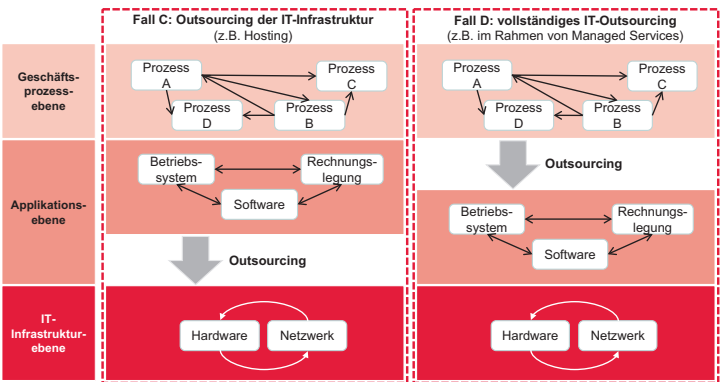 Fall C: Outsourcing der IT-Infrastruktur
(z.B. Hosting)
Fall D: vollständiges IT-Outsourcing
(z.B. im Rahmen von Managed Services)
Geschäfts-
prozess-
ebene
Prozess
A
Prozess
C
Prozess
D
Prozess
B
Prozess
A
Prozess
C
Prozess
D
Prozess
B
Outsourcing
Applikations-
ebene
Betriebs-
system
Rechnungs-
legung
Software
Outsourcing
Betriebs-
system
Rechnungs-
legung
Software
IT-
Infrastruktur-
ebene
Hardware
Netzwerk
Hardware
Netzwerk